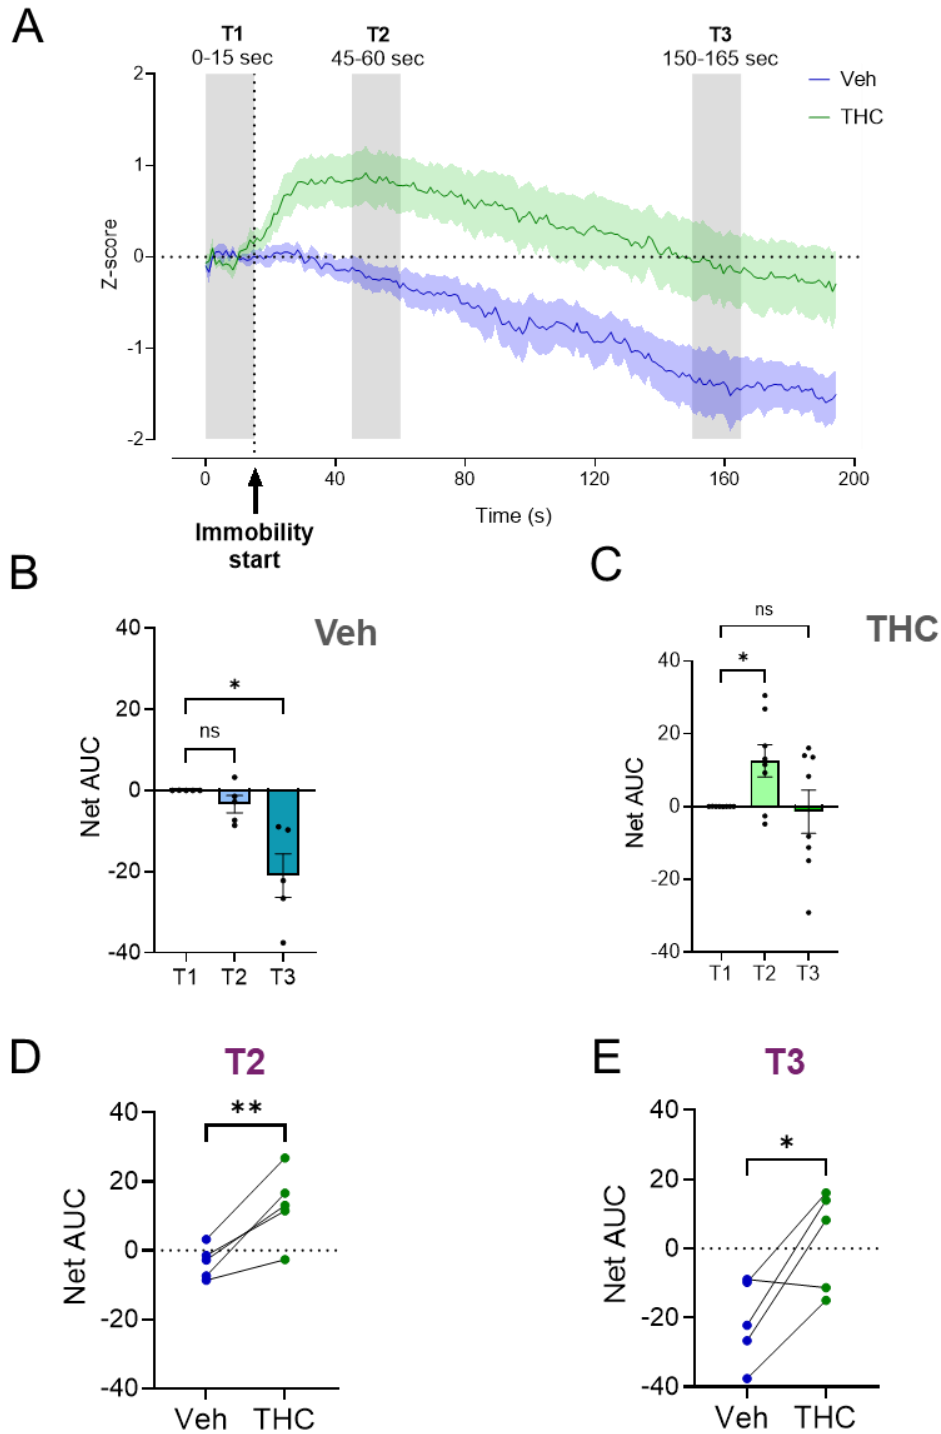 A
T1
0-15 sec
T2
45-60 sec
T3
150-165 sec
Veh
THC
2
1
0
-1
-2
Z-score
0
40
80
120
160
200
Time (s)
Immobility
start
B
Veh
*
ns
40
20
0
-20
-40
Net AUC
T1
T2
T3
C
THC
ns
*
40
20
0
-20
-40
Net AUC
T1
T2
T3
D
T2
**
40
20
0
-20
-40
Net AUC
Veh
THC
E
T3
*
40
20
0
-20
-40
Net AUC
Veh
THC